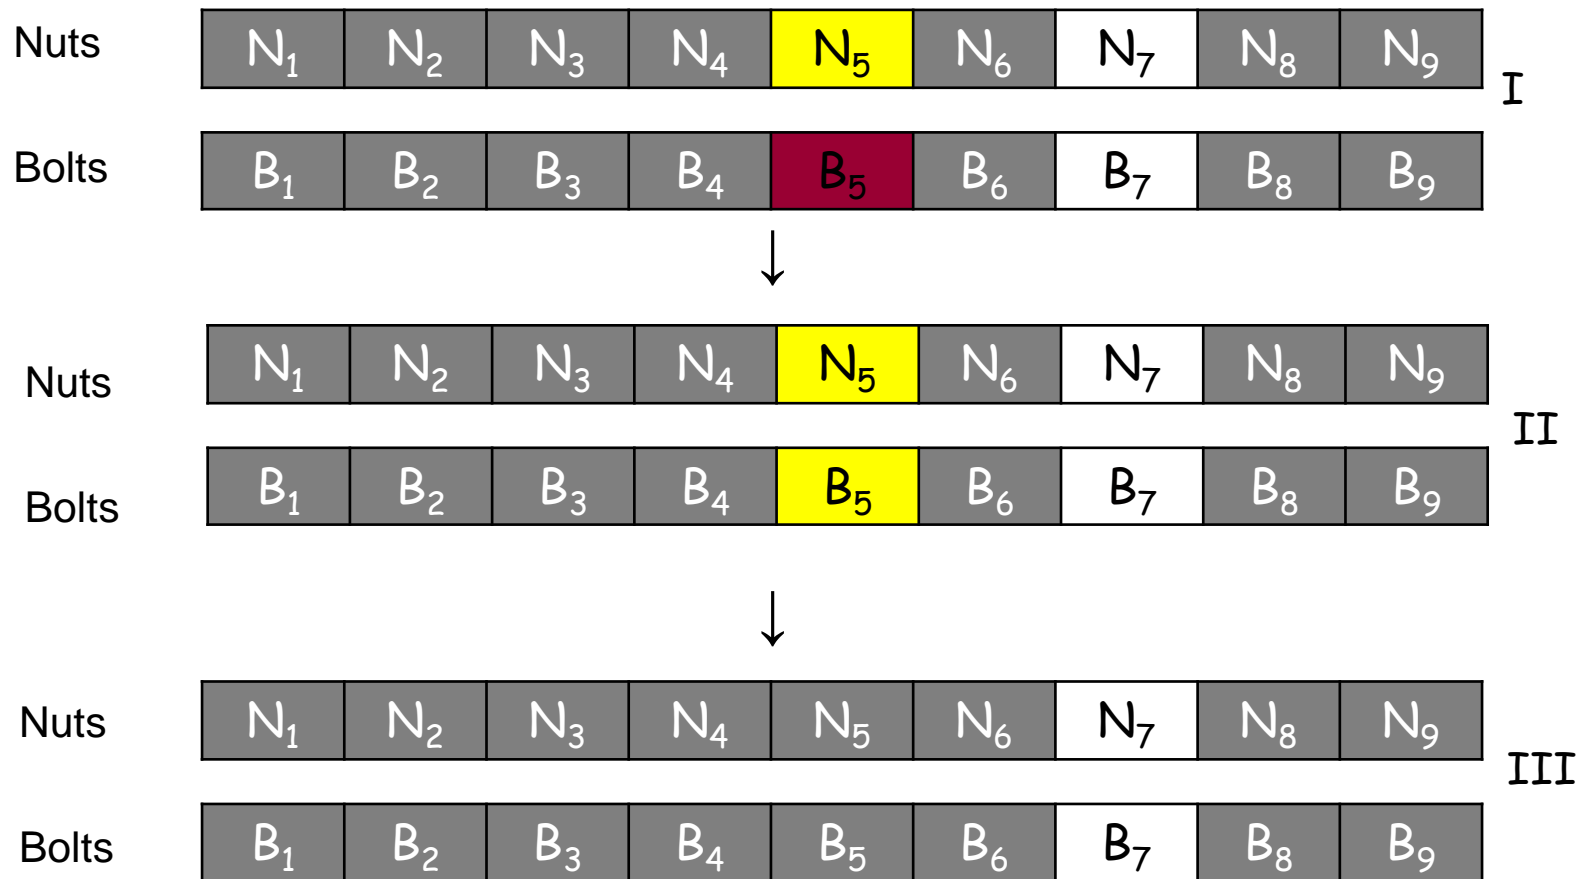 Nuts N₁ N₂ N₃ N₄ N₅ N₆ N₇ N₈ N₉
I
Bolts B₁ B₂ B₃ B₄ B₅ B₆ B₇ B₈ B₉
↓
Nuts N₁ N₂ N₃ N₄ N₅ N₆ N₇ N₈ N₉
II
Bolts B₁ B₂ B₃ B₄ B₅ B₆ B₇ B₈ B₉
↓
Nuts N₁ N₂ N₃ N₄ N₅ N₆ N₇ N₈ N₉
III
Bolts B₁ B₂ B₃ B₄ B₅ B₆ B₇ B₈ B₉